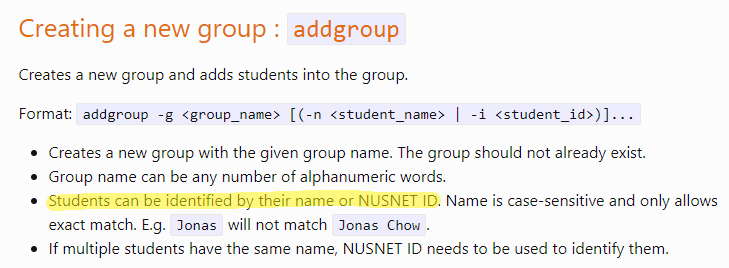 Creating a new group : addgroup
Creates a new group and adds students into the group.
Format: addgroup -g <group_name> [(-n <student_name> | -i <student_id>)]...
• Creates a new group with the given group name. The group should not already exist.
• Group name can be any number of alphanumeric words.
• Students can be identified by their name or NUSNET ID. Name is case-sensitive and only allows
exact match. E.g. Jonas will not match Jonas Chow.
• If multiple students have the same name, NUSNET ID needs to be used to identify them.